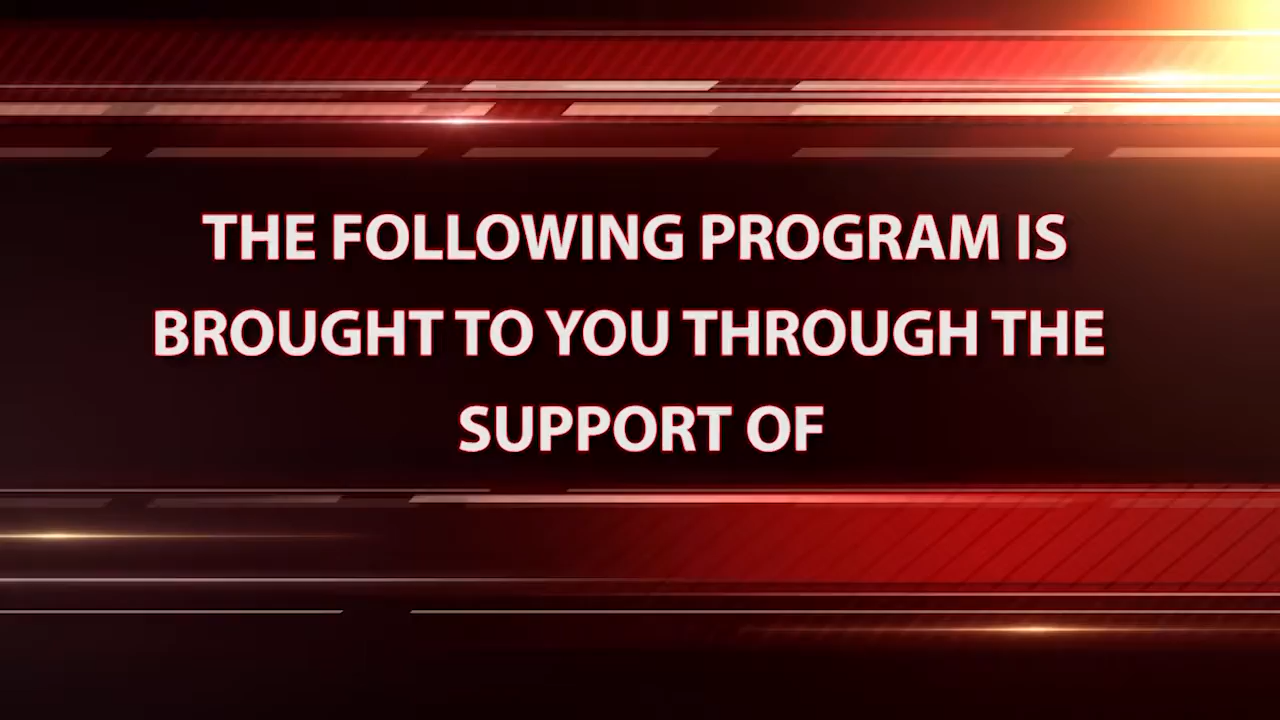 THE FOLLOWING PROGRAM IS
BROUGHT TO YOU THROUGH THE
SUPPORT OF